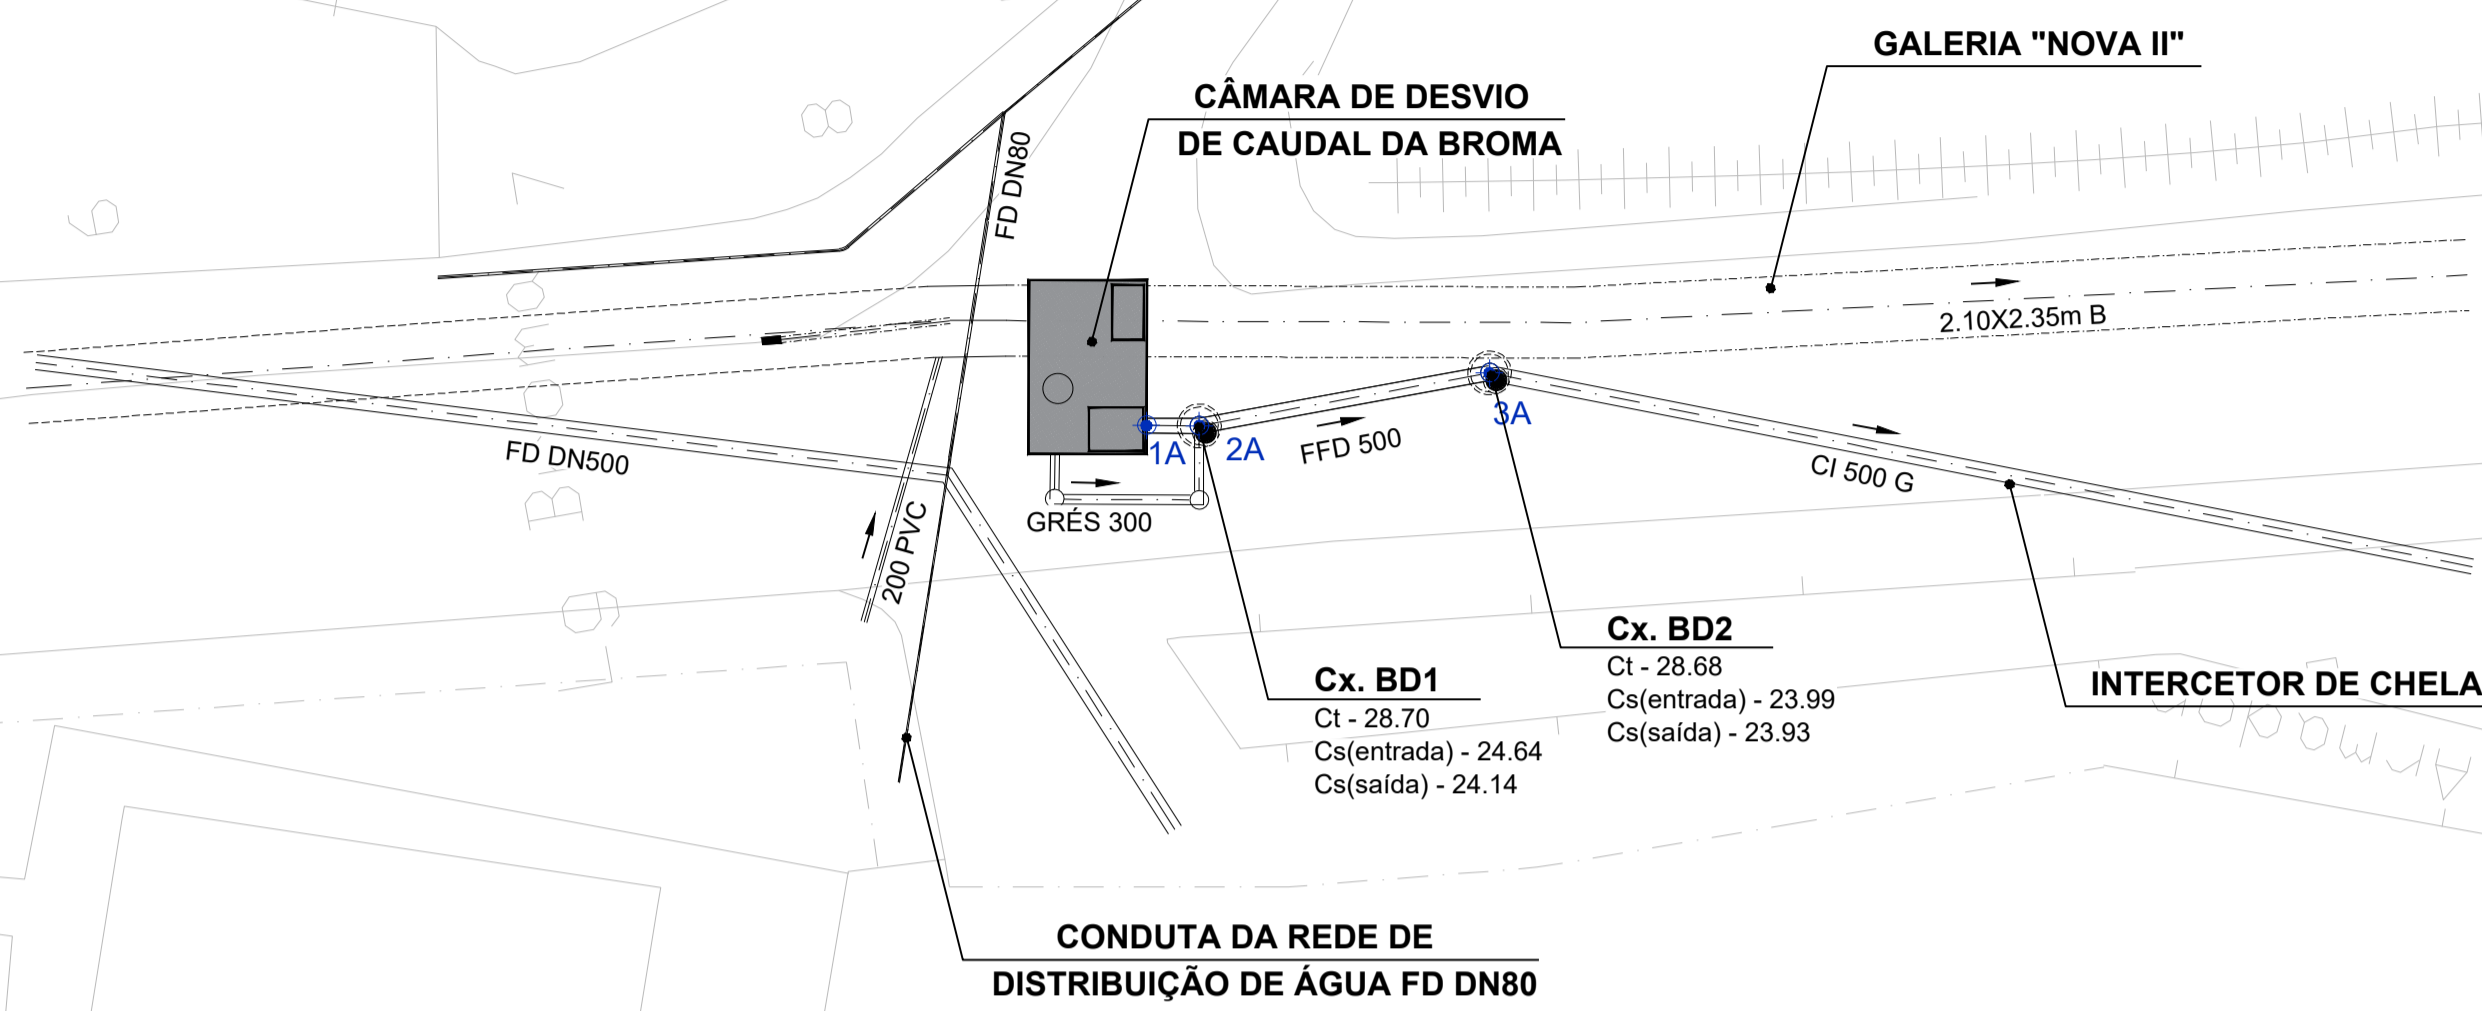 GALERIA "NOVA II"
CÂMARA DE DESVIO
DE CAUDAL DA BROMA
FD DN80
2.10X2.35m B
3A
1A
2A
FFD 500
FD DN500
CI 500 G
GRÉS 300
200 PVC
Cx. BD2
Ct - 28.68
Cs(entrada) - 23.99
Cs(saída) - 23.93
Cx. BD1
Ct - 28.70
Cs(entrada) - 24.64
Cs(saída) - 24.14
INTERCETOR DE CHELA
CONDUTA DA REDE DE
DISTRIBUIÇÃO DE ÁGUA FD DN80